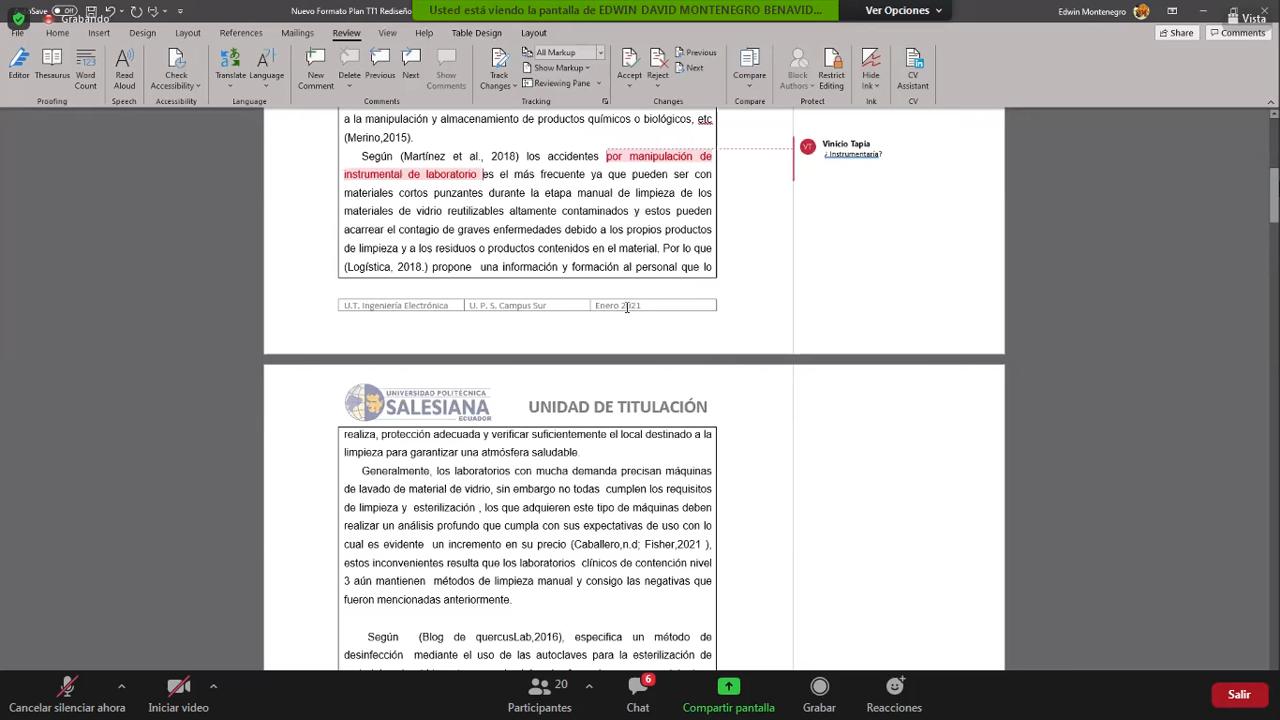 Usted está viendo la pantalla de EDWIN DAVID MONTENEGRO BENAVID...
Ver Opciones
Grabando
Vista
Save
Off
Nuevo Formato Plan TT1 Rediseño
Edwin Montenegro
File Home Insert Design Layout References Mailings Review View Help Table Design Layout
Share
Comments
Editor
Thesaurus
Word Count
Read Aloud
Check Accessibility
Translate
Language
New Comment
Delete
Previous
Next
Show Comments
Track Changes
All Markup
Show Markup
Reviewing Pane
Accept
Reject
Previous
Next
Compare
Block Authors
Restrict Editing
Hide Ink
CV Assistant
Proofing
Speech
Accessibility
Language
Comments
Tracking
Changes
Compare
Protect
Ink
CV
a la manipulación y almacenamiento de productos químicos o biológicos, etc
(Merino,2015).
Según (Martínez et al., 2018) los accidentes por manipulación de
instrumental de laboratorio es el más frecuente ya que pueden ser con
materiales cortos punzantes durante la etapa manual de limpieza de los
materiales de vidrio reutilizables altamente contaminados y estos pueden
acarrear el contagio de graves enfermedades debido a los propios productos
de limpieza y a los residuos o productos contenidos en el material. Por lo que
(Logística, 2018.) propone una información y formación al personal que lo
VT
Vinicio Tapia
¿ Instrumentaría?
U.T. Ingeniería Electrónica
U. P. S. Campus Sur
Enero 2021
UNIVERSIDAD POLITÉCNICA
SALESIANA
ECUADOR
UNIDAD DE TITULACIÓN
realiza, protección adecuada y verificar suficientemente el local destinado a la
limpieza para garantizar una atmósfera saludable.
Generalmente, los laboratorios con mucha demanda precisan máquinas
de lavado de material de vidrio, sin embargo no todas cumplen los requisitos
de limpieza y esterilización , los que adquieren este tipo de máquinas deben
realizar un análisis profundo que cumpla con sus expectativas de uso con lo
cual es evidente un incremento en su precio (Caballero,n.d; Fisher,2021 ),
estos inconvenientes resulta que los laboratorios clínicos de contención nivel
3 aún mantienen métodos de limpieza manual y consigo las negativas que
fueron mencionadas anteriormente.
Según (Blog de quercusLab,2016), especifica un método de
desinfección mediante el uso de las autoclaves para la esterilización de
Cancelar silenciar ahora
Iniciar video
20
Participantes
6
Chat
Compartir pantalla
Grabar
Reacciones
Salir